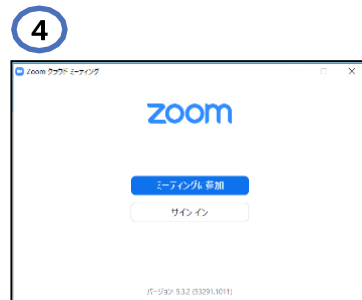 4
Zoom クラウド ミーティング
zoom
ミーティングに参加
サインイン
バージョン: 5.3.2 (53291.1011)